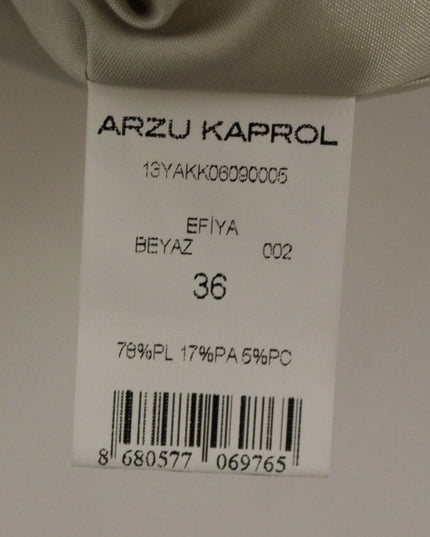 ARZU KAPROL
13YAKK06090005
EFİYA
BEYAZ 002
36
78%PL 17%PA 5%PC
8 680577 069765